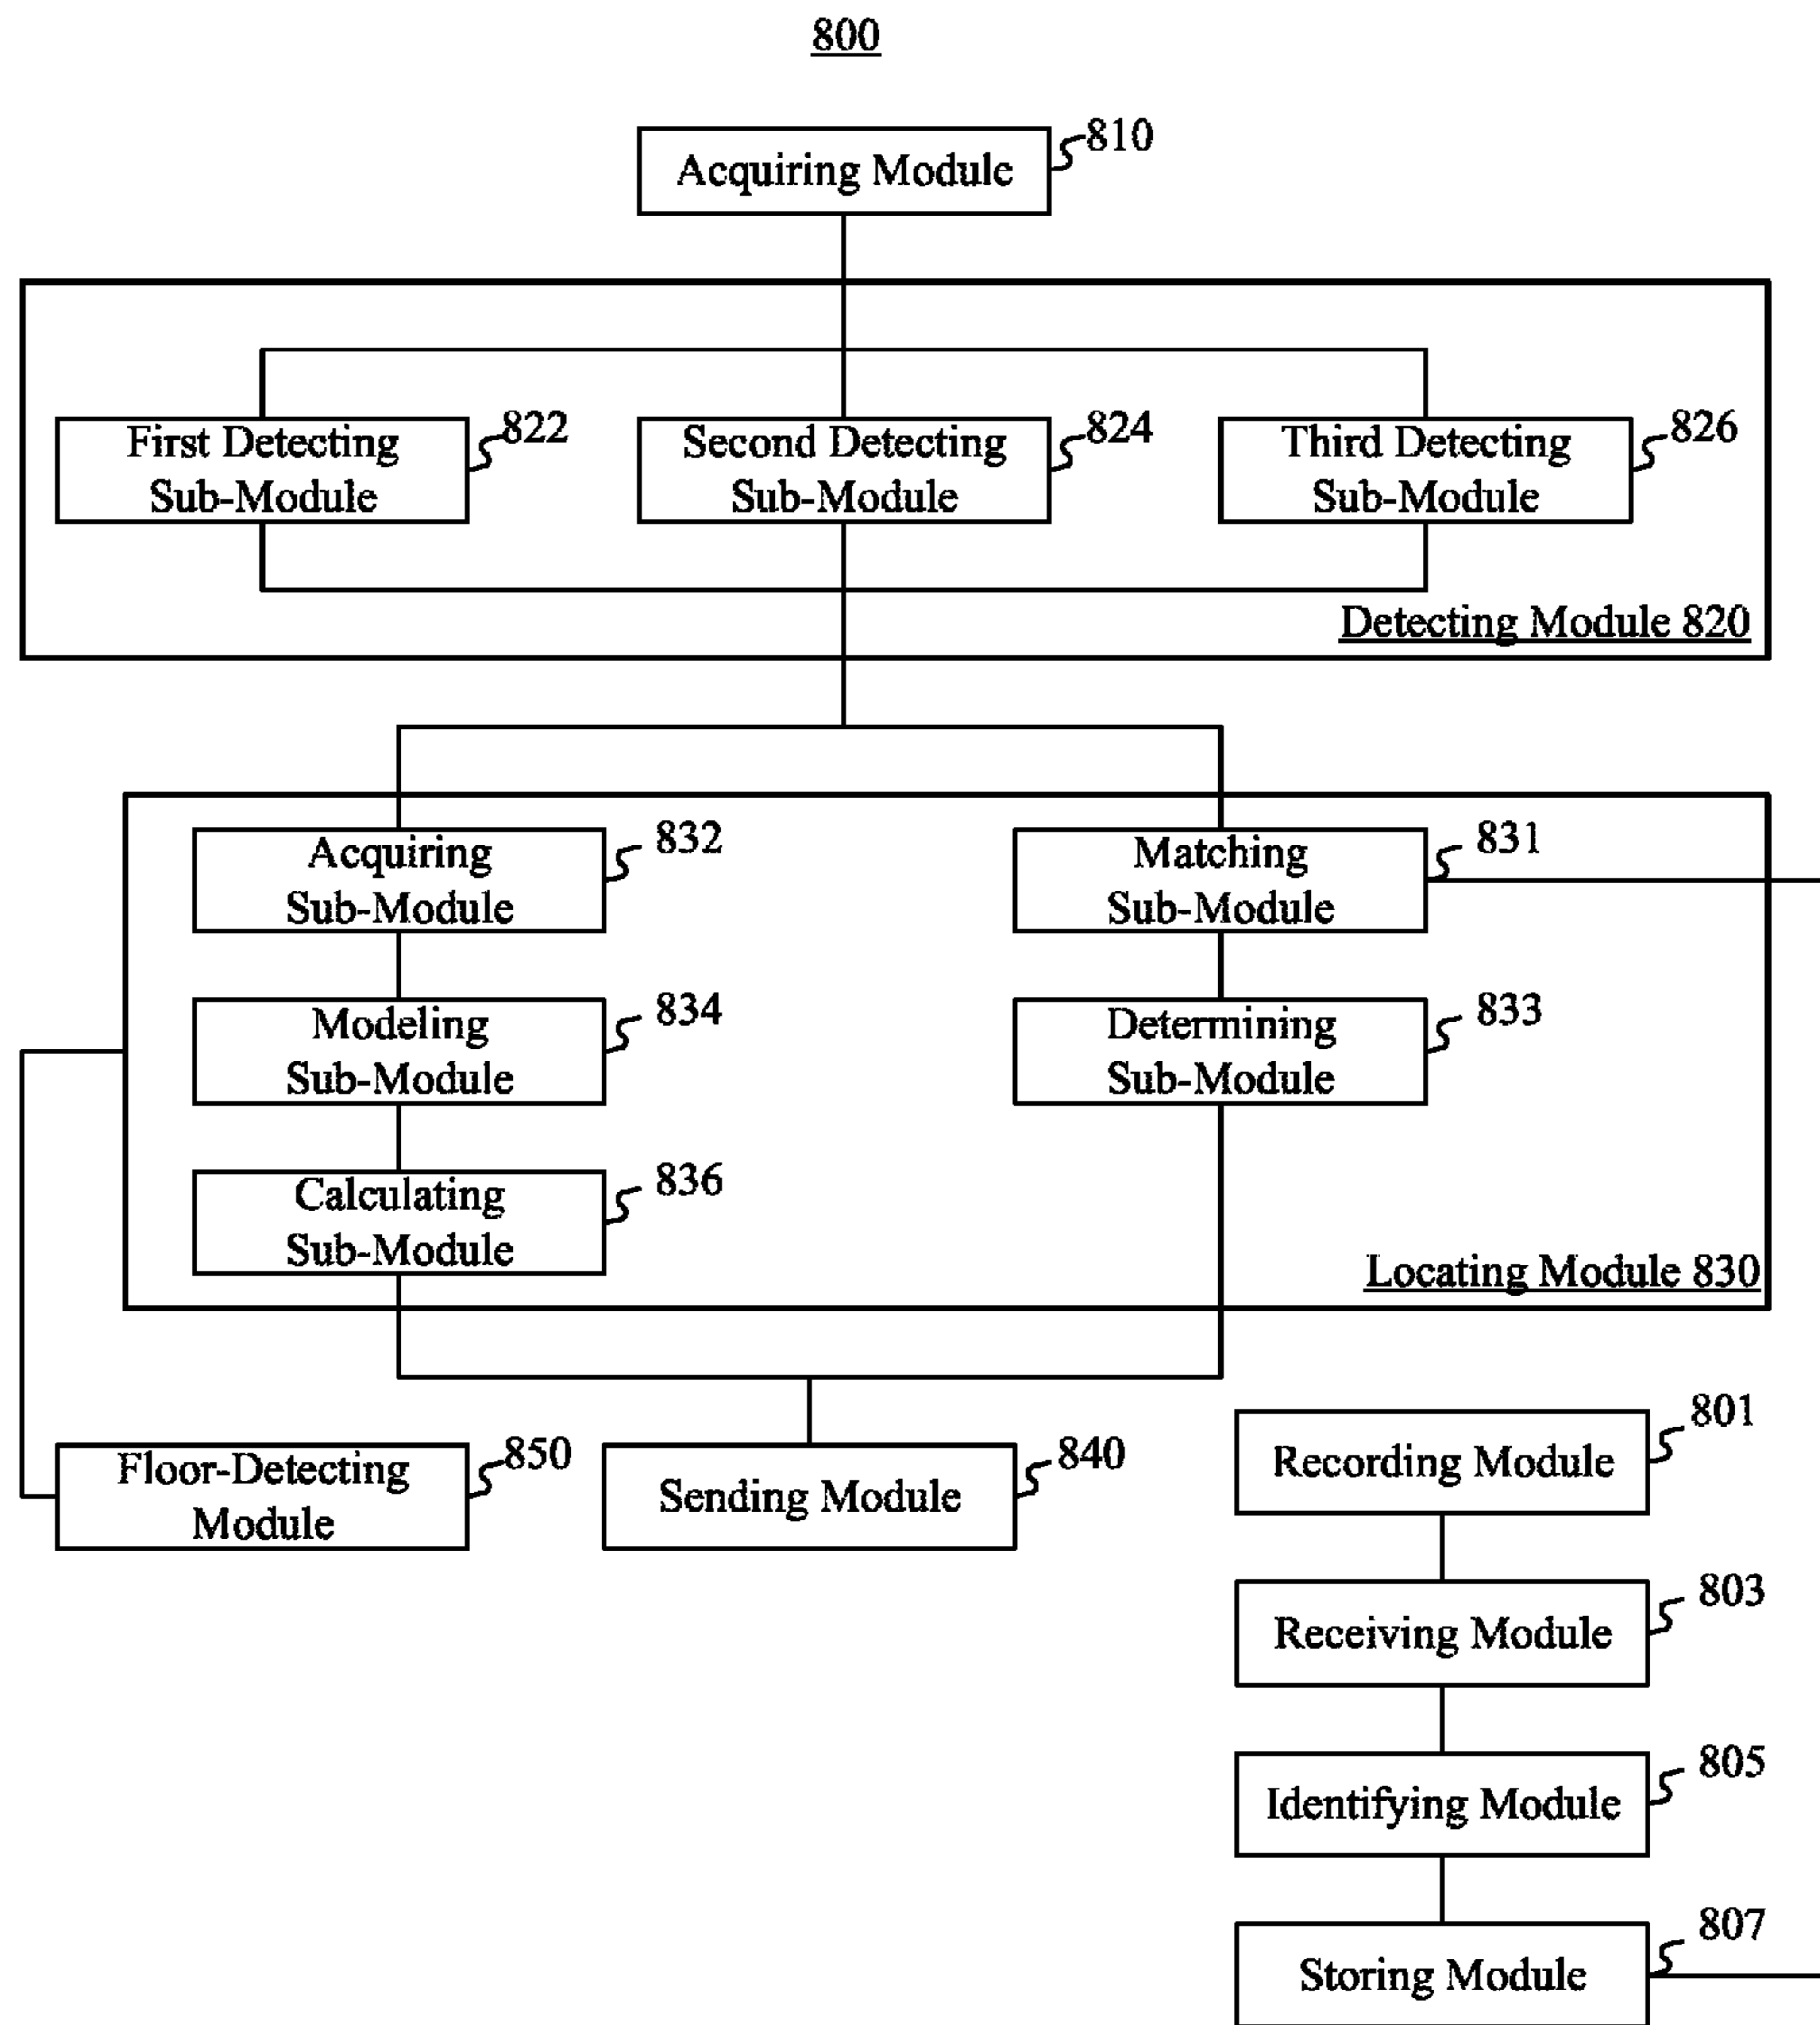 800
Acquiring Module
810
First Detecting
Sub-Module
822
Second Detecting
Sub-Module
824
Third Detecting
Sub-Module
826
Detecting Module 820
Acquiring
Sub-Module
832
Matching
Sub-Module
831
Modeling
Sub-Module
834
Determining
Sub-Module
833
Calculating
Sub-Module
836
Locating Module 830
Floor-Detecting
Module
850
Sending Module
840
Recording Module
801
Receiving Module
803
Identifying Module
805
Storing Module
807